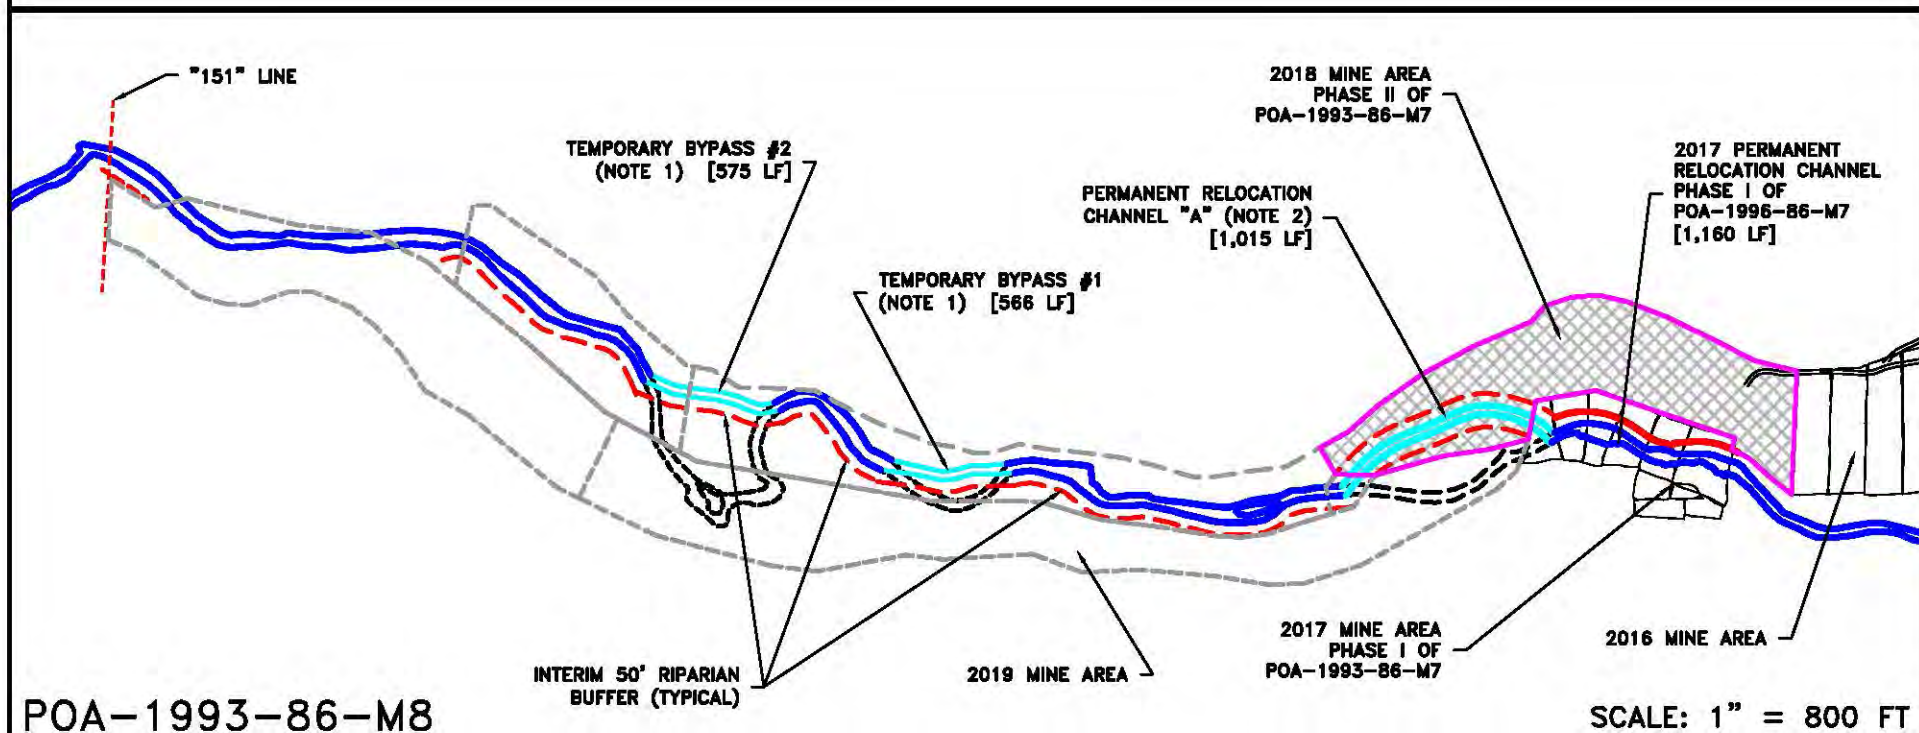 "151" LINE
TEMPORARY BYPASS #2
(NOTE 1) [575 LF]
2018 MINE AREA
PHASE II OF
POA-1993-86-M7
2017 PERMANENT
RELOCATION CHANNEL
PHASE I OF
POA-1996-86-M7
[1,160 LF]
PERMANENT RELOCATION
CHANNEL "A" (NOTE 2)
[1,015 LF]
TEMPORARY BYPASS #1
(NOTE 1) [566 LF]
INTERIM 50' RIPARIAN
BUFFER (TYPICAL)
2019 MINE AREA
2017 MINE AREA
PHASE I OF
POA-1993-86-M7
2016 MINE AREA
POA-1993-86-M8
SCALE: 1" = 800 FT